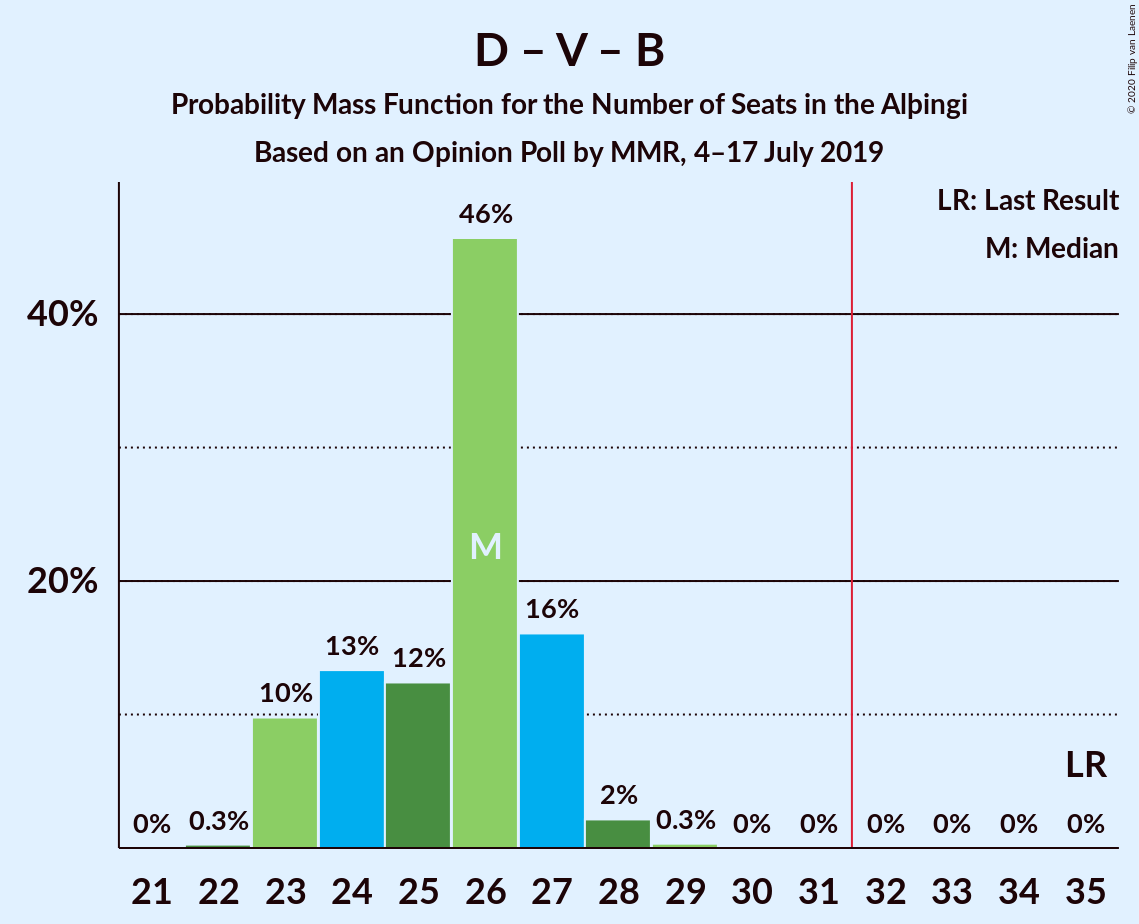 D – V – B
Probability Mass Function for the Number of Seats in the Alþingi
Based on an Opinion Poll by MMR, 4–17 July 2019
© 2020 Filip van Laenen
LR: Last Result
M: Median
46%
40%
M
20%
16%
13%
12%
10%
LR
2%
0%
0.3%
0.3%
0%
0%
0%
0%
0%
0%
21 22 23 24 25 26 27 28 29 30 31 32 33 34 35